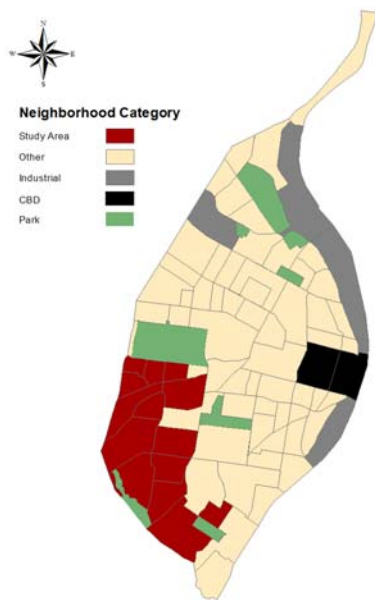 N
W
E
S
Neighborhood Category
Study Area
Other
Industrial
CBD
Park